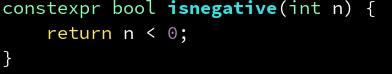 constexpr bool isnegative(int n) {
    return n < 0;
}